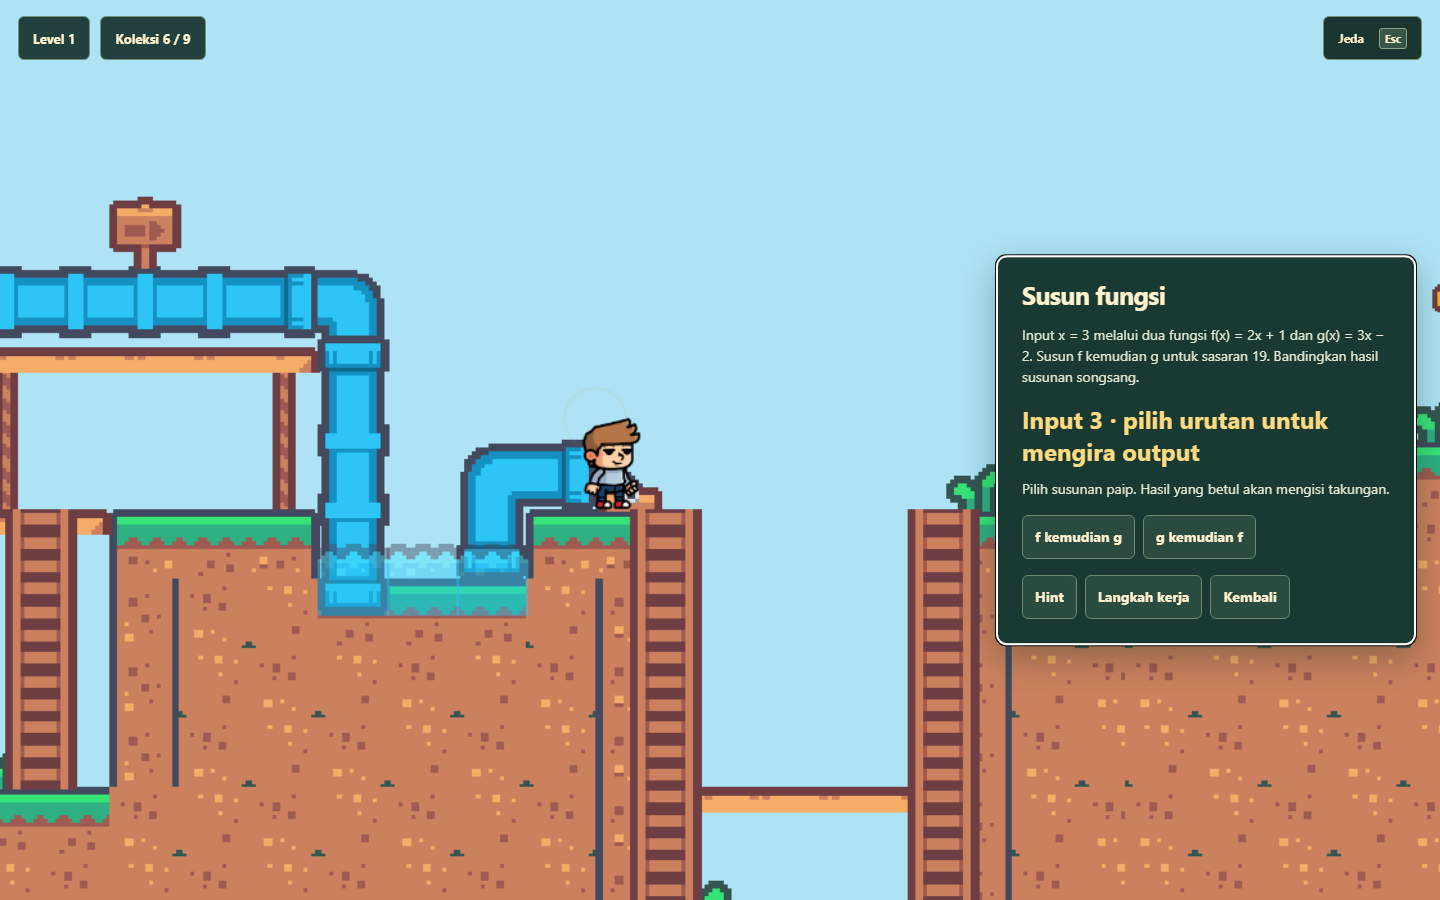 Level 1
Koleksi 6 / 9
Jeda Esc
Susun fungsi
Input x = 3 melalui dua fungsi f(x) = 2x + 1 dan g(x) = 3x −
2. Susun f kemudian g untuk sasaran 19. Bandingkan hasil
susunan songsang.
Input 3 · pilih urutan untuk
mengira output
Pilih susunan paip. Hasil yang betul akan mengisi takungan.
f kemudian g
g kemudian f
Hint
Langkah kerja
Kembali